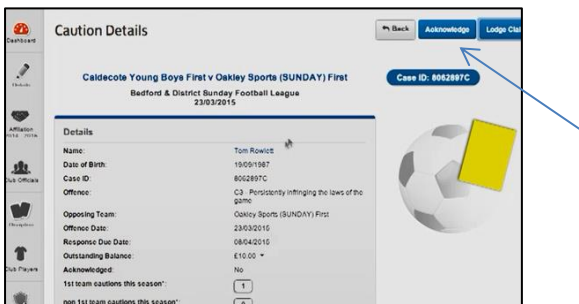 Caution Details
Back
Acknowledge
Lodge Clai
Dashboard
Caldecote Young Boys First v Oakley Sports (SUNDAY) First
Case ID: 8062897C
Bedford & District Sunday Football League
23/03/2015
Details
Affiliation
Name: Tom Rowlett
Date of Birth: 19/09/1987
Case ID: 8062897C
Club Officials
Offence: C3 - Persistently infringing the laws of the
game
Opposing Team: Oakley Sports (SUNDAY) First
Offence Date: 23/03/2015
Response Due Date: 08/04/2015
Outstanding Balance: £10.00
Club Players
Acknowledged: No
1st team cautions this season*: 1
non 1st team cautions this season*: